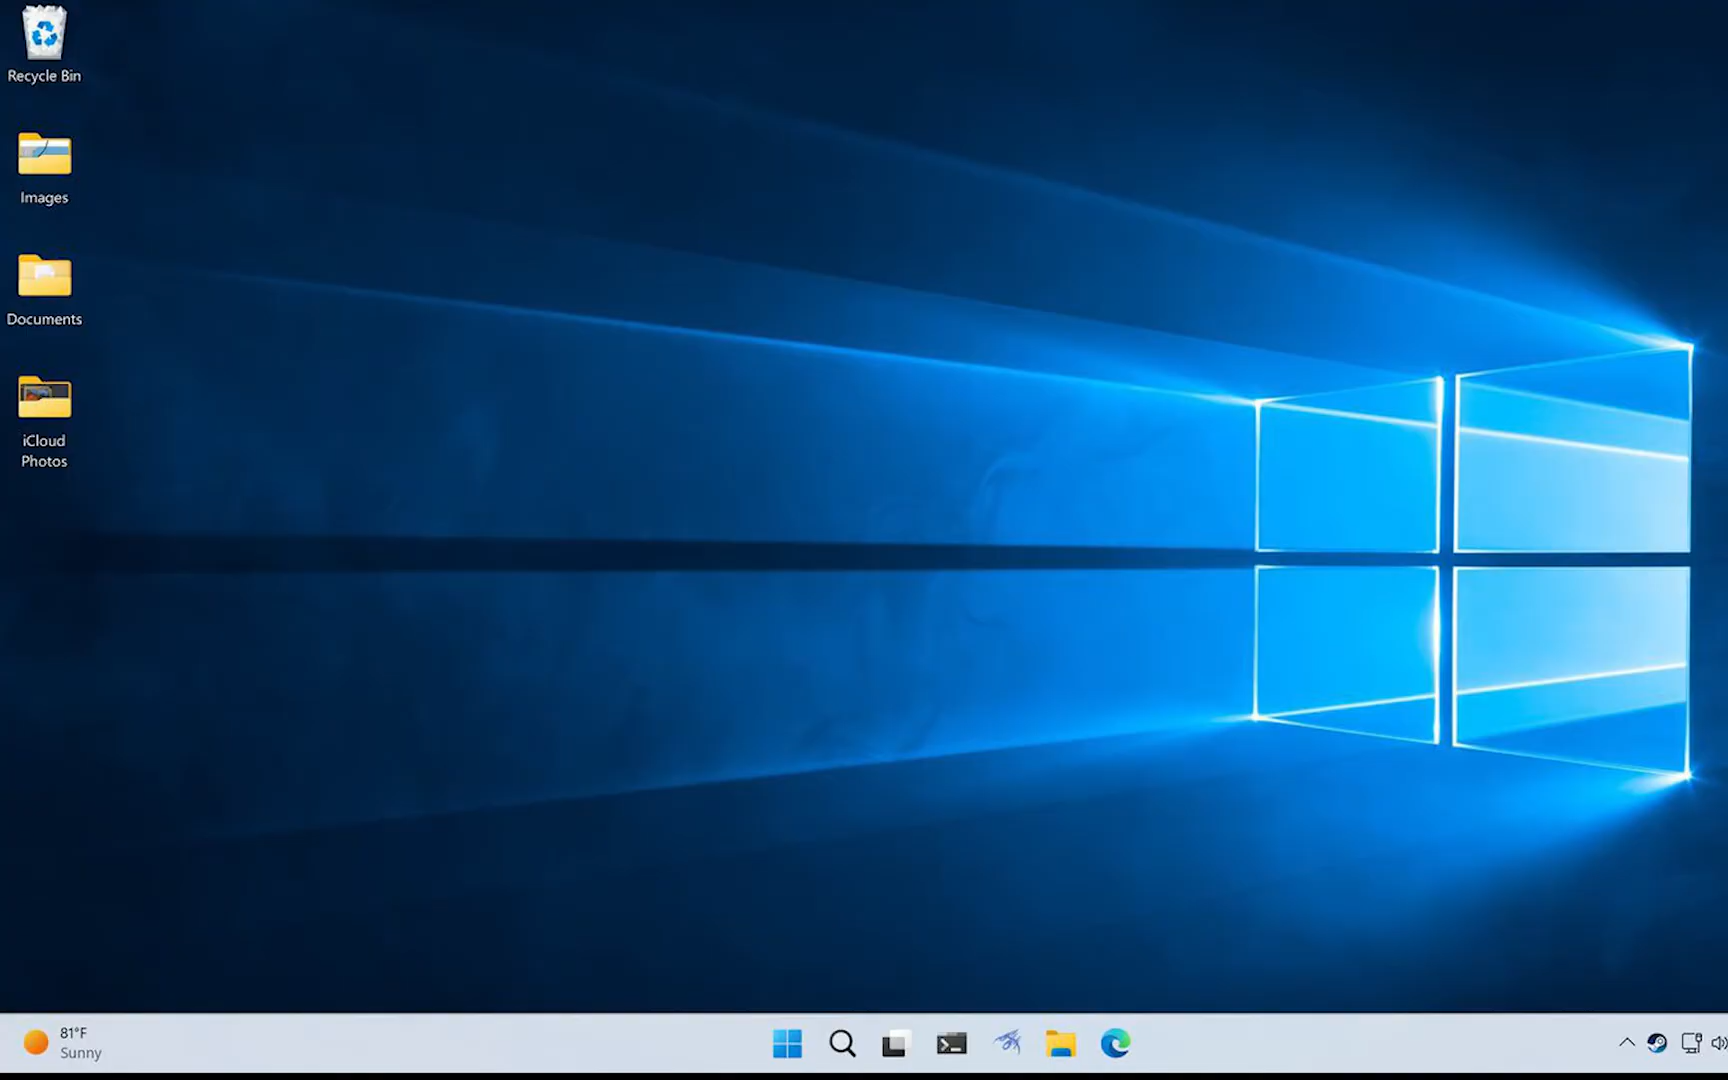 Recycle Bin
Images
Documents
iCloud
Photos
81°F
Sunny